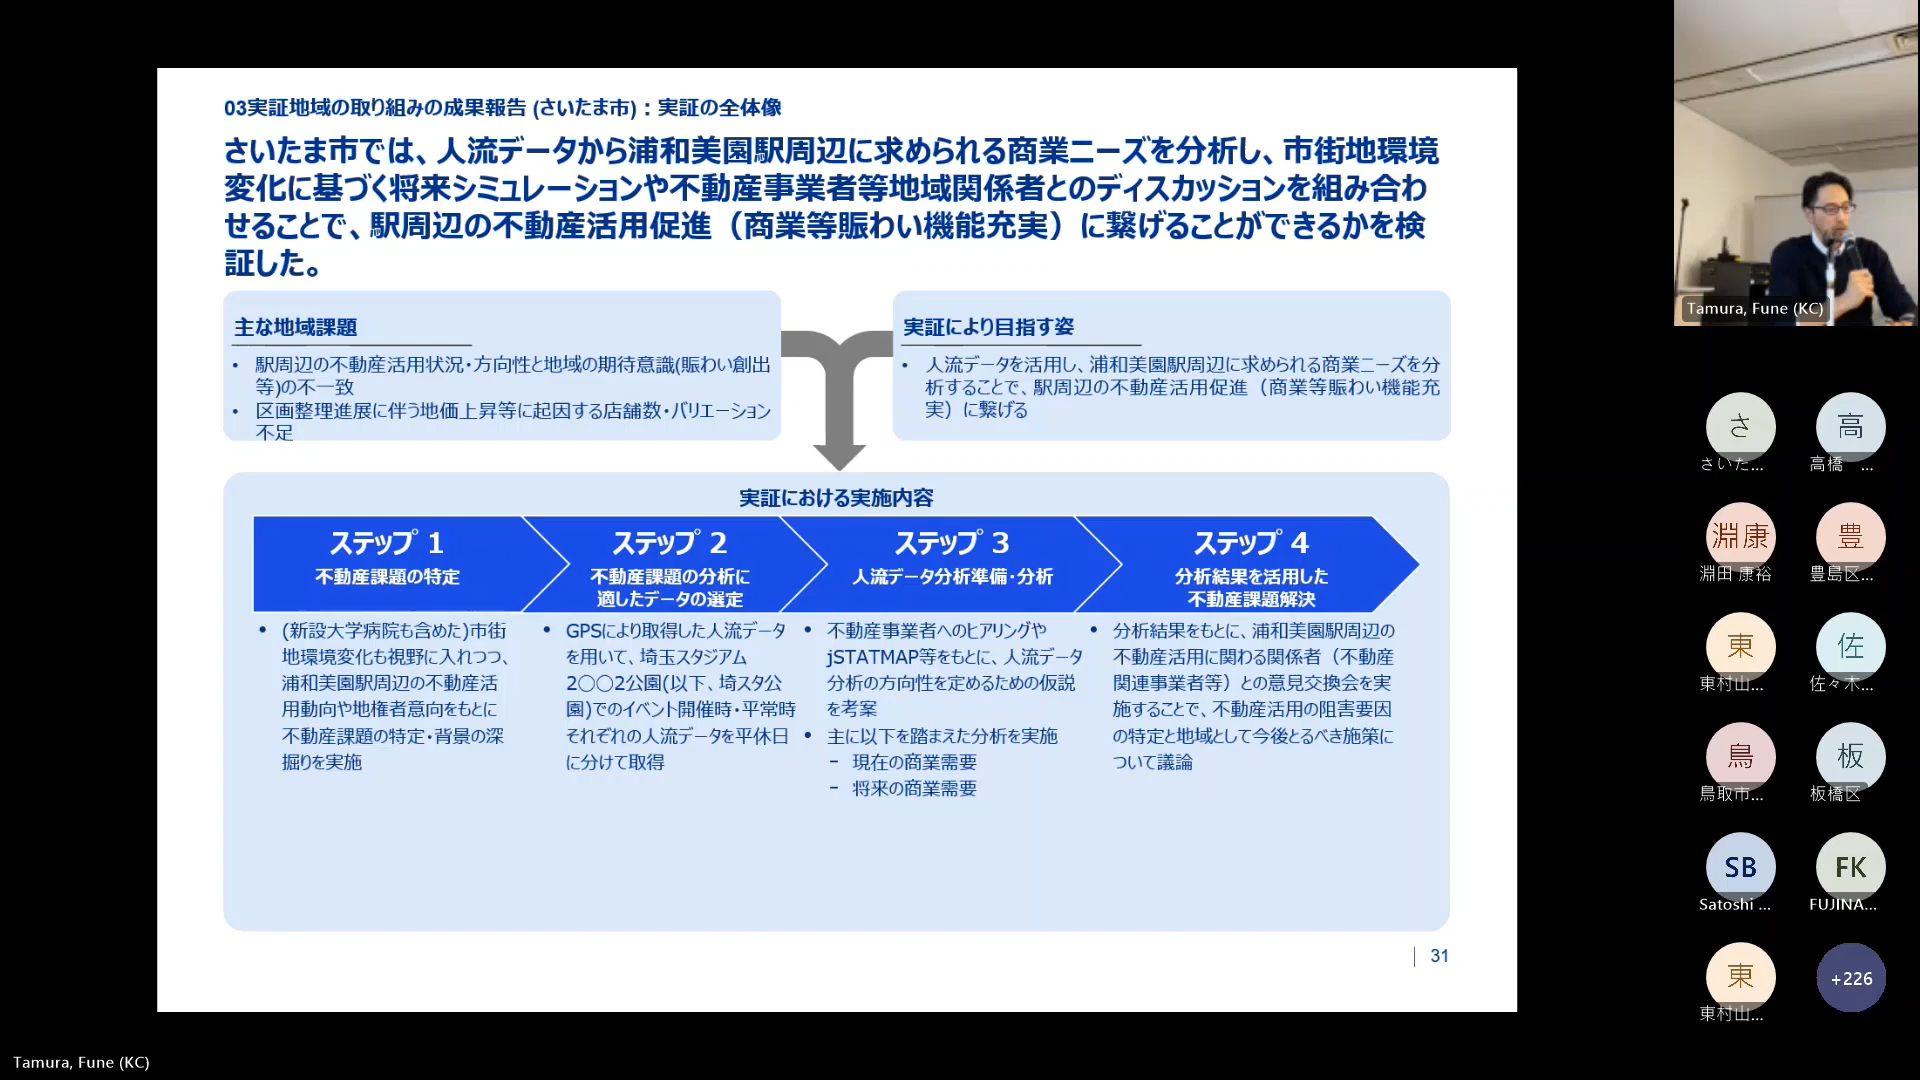 03実証地域の取り組みの成果報告 (さいたま市)：実証の全体像
さいたま市では、人流データから浦和美園駅周辺に求められる商業ニーズを分析し、市街地環境
変化に基づく将来シミュレーションや不動産事業者等地域関係者とのディスカッションを組み合わ
せることで、駅周辺の不動産活用促進（商業等賑わい機能充実）に繋げることができるかを検
証した。
主な地域課題
• 駅周辺の不動産活用状況・方向性と地域の期待意識(賑わい創出
等)の不一致
• 区画整理進展に伴う地価上昇等に起因する店舗数・バリエーション
不足
実証により目指す姿
• 人流データを活用し、浦和美園駅周辺に求められる商業ニーズを分
析することで、駅周辺の不動産活用促進（商業等賑わい機能充
実）に繋げる
実証における実施内容
ステップ 1
不動産課題の特定
• (新設大学病院も含めた)市街
地環境変化も視野に入れつつ、
浦和美園駅周辺の不動産活
用動向や地権者意向をもとに
不動産課題の特定・背景の深
掘りを実施
ステップ 2
不動産課題の分析に
適したデータの選定
• GPSにより取得した人流データ
を用いて、埼玉スタジアム
2〇〇2公園(以下、埼スタ公
園)でのイベント開催時・平常時
それぞれの人流データを平休日
に分けて取得
ステップ 3
人流データ分析準備・分析
• 不動産事業者へのヒアリングや
jSTATMAP等をもとに、人流データ
分析の方向性を定めるための仮説
を考案
• 主に以下を踏まえた分析を実施
− 現在の商業需要
− 将来の商業需要
ステップ 4
分析結果を活用した
不動産課題解決
• 分析結果をもとに、浦和美園駅周辺の
不動産活用に関わる関係者（不動産
関連事業者等）との意見交換会を実
施することで、不動産活用の阻害要因
の特定と地域として今後とるべき施策に
ついて議論
31
Tamura, Fune (KC)
さ
さいた...
高
高橋 ...
淵康
淵田 康裕
豊
豊島区...
東
東村山...
佐
佐々木...
鳥
鳥取市...
板
板橋区
SB
Satoshi ...
FK
FUJINA...
東
東村山...
+226
Tamura, Fune (KC)